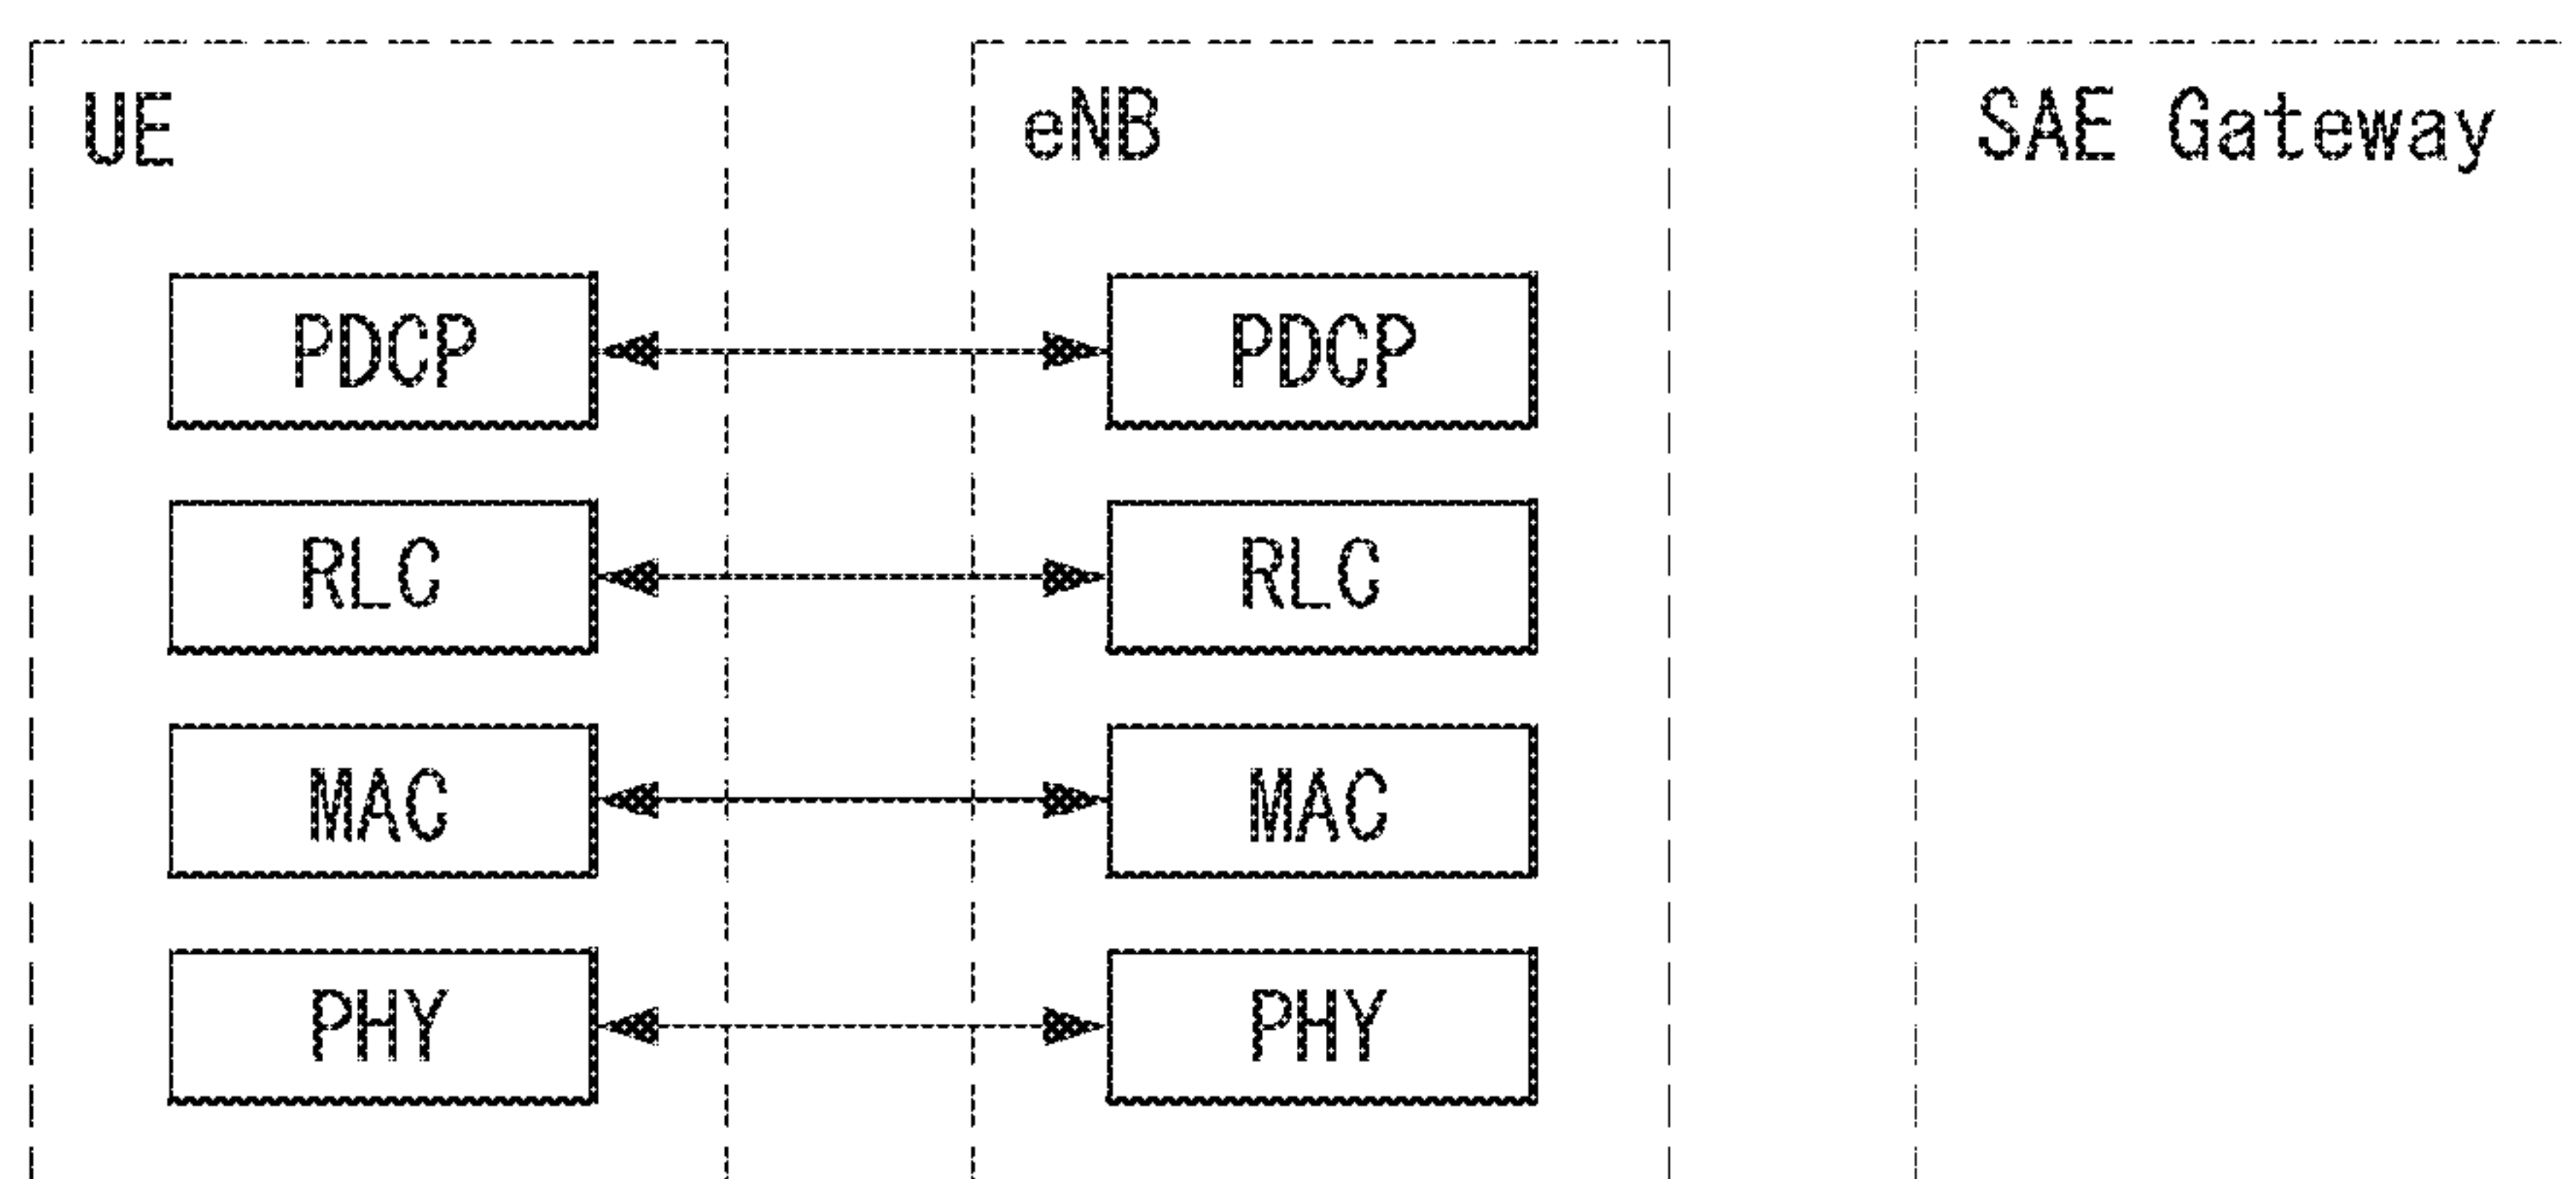 UE
eNB
SAE Gateway
PDCP
PDCP
RLC
RLC
MAC
MAC
PHY
PHY